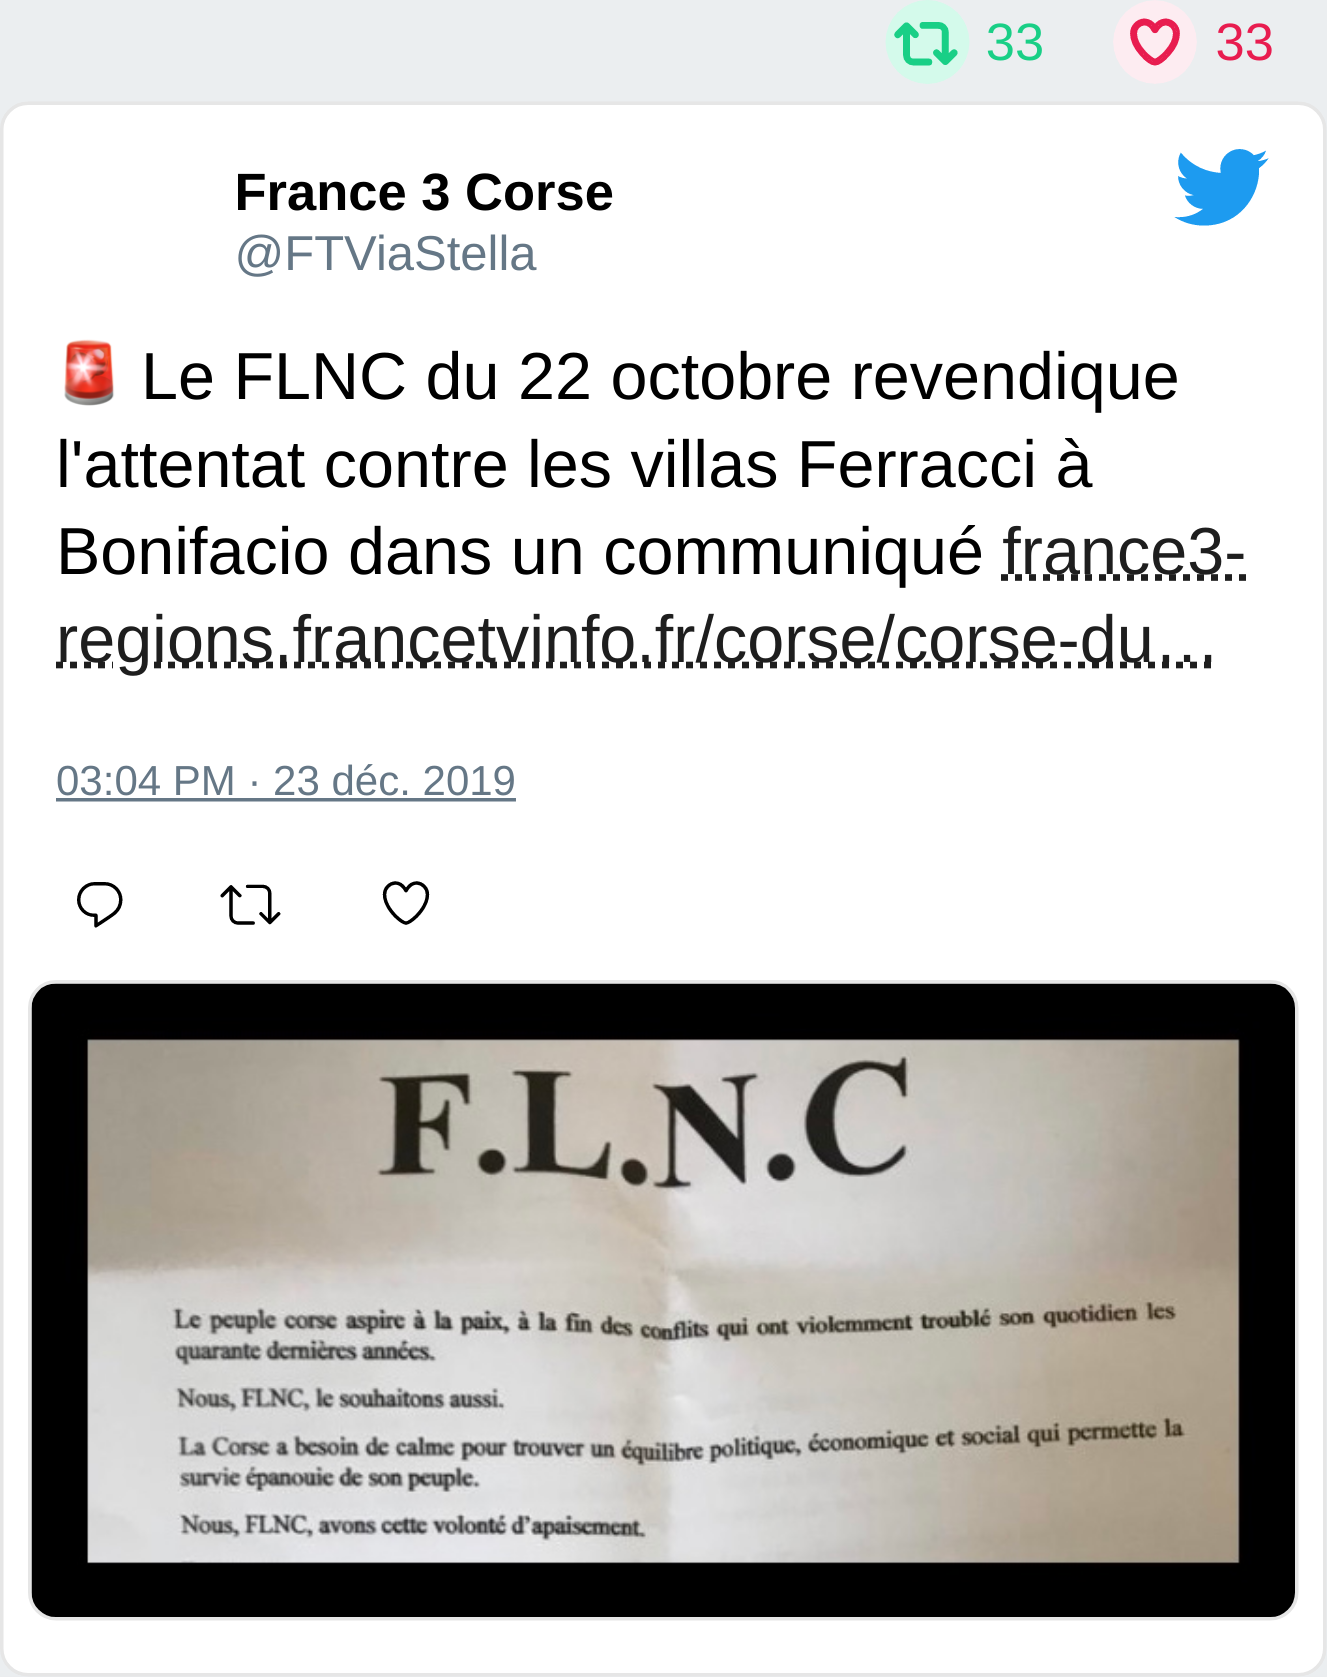 33 33
France 3 Corse
@FTViaStella
🚨 Le FLNC du 22 octobre revendique
l'attentat contre les villas Ferracci à
Bonifacio dans un communiqué france3-
regions.francetvinfo.fr/corse/corse-du...
03:04 PM · 23 déc. 2019
F.L.N.C
Le peuple corse aspire à la paix, à la fin des conflits qui ont violemment troublé son quotidien les
quarante dernières années.
Nous, FLNC, le souhaitons aussi.
La Corse a besoin de calme pour trouver un équilibre politique, économique et social qui permette la
survie épanouie de son peuple.
Nous, FLNC, avons cette volonté d’apaisement.